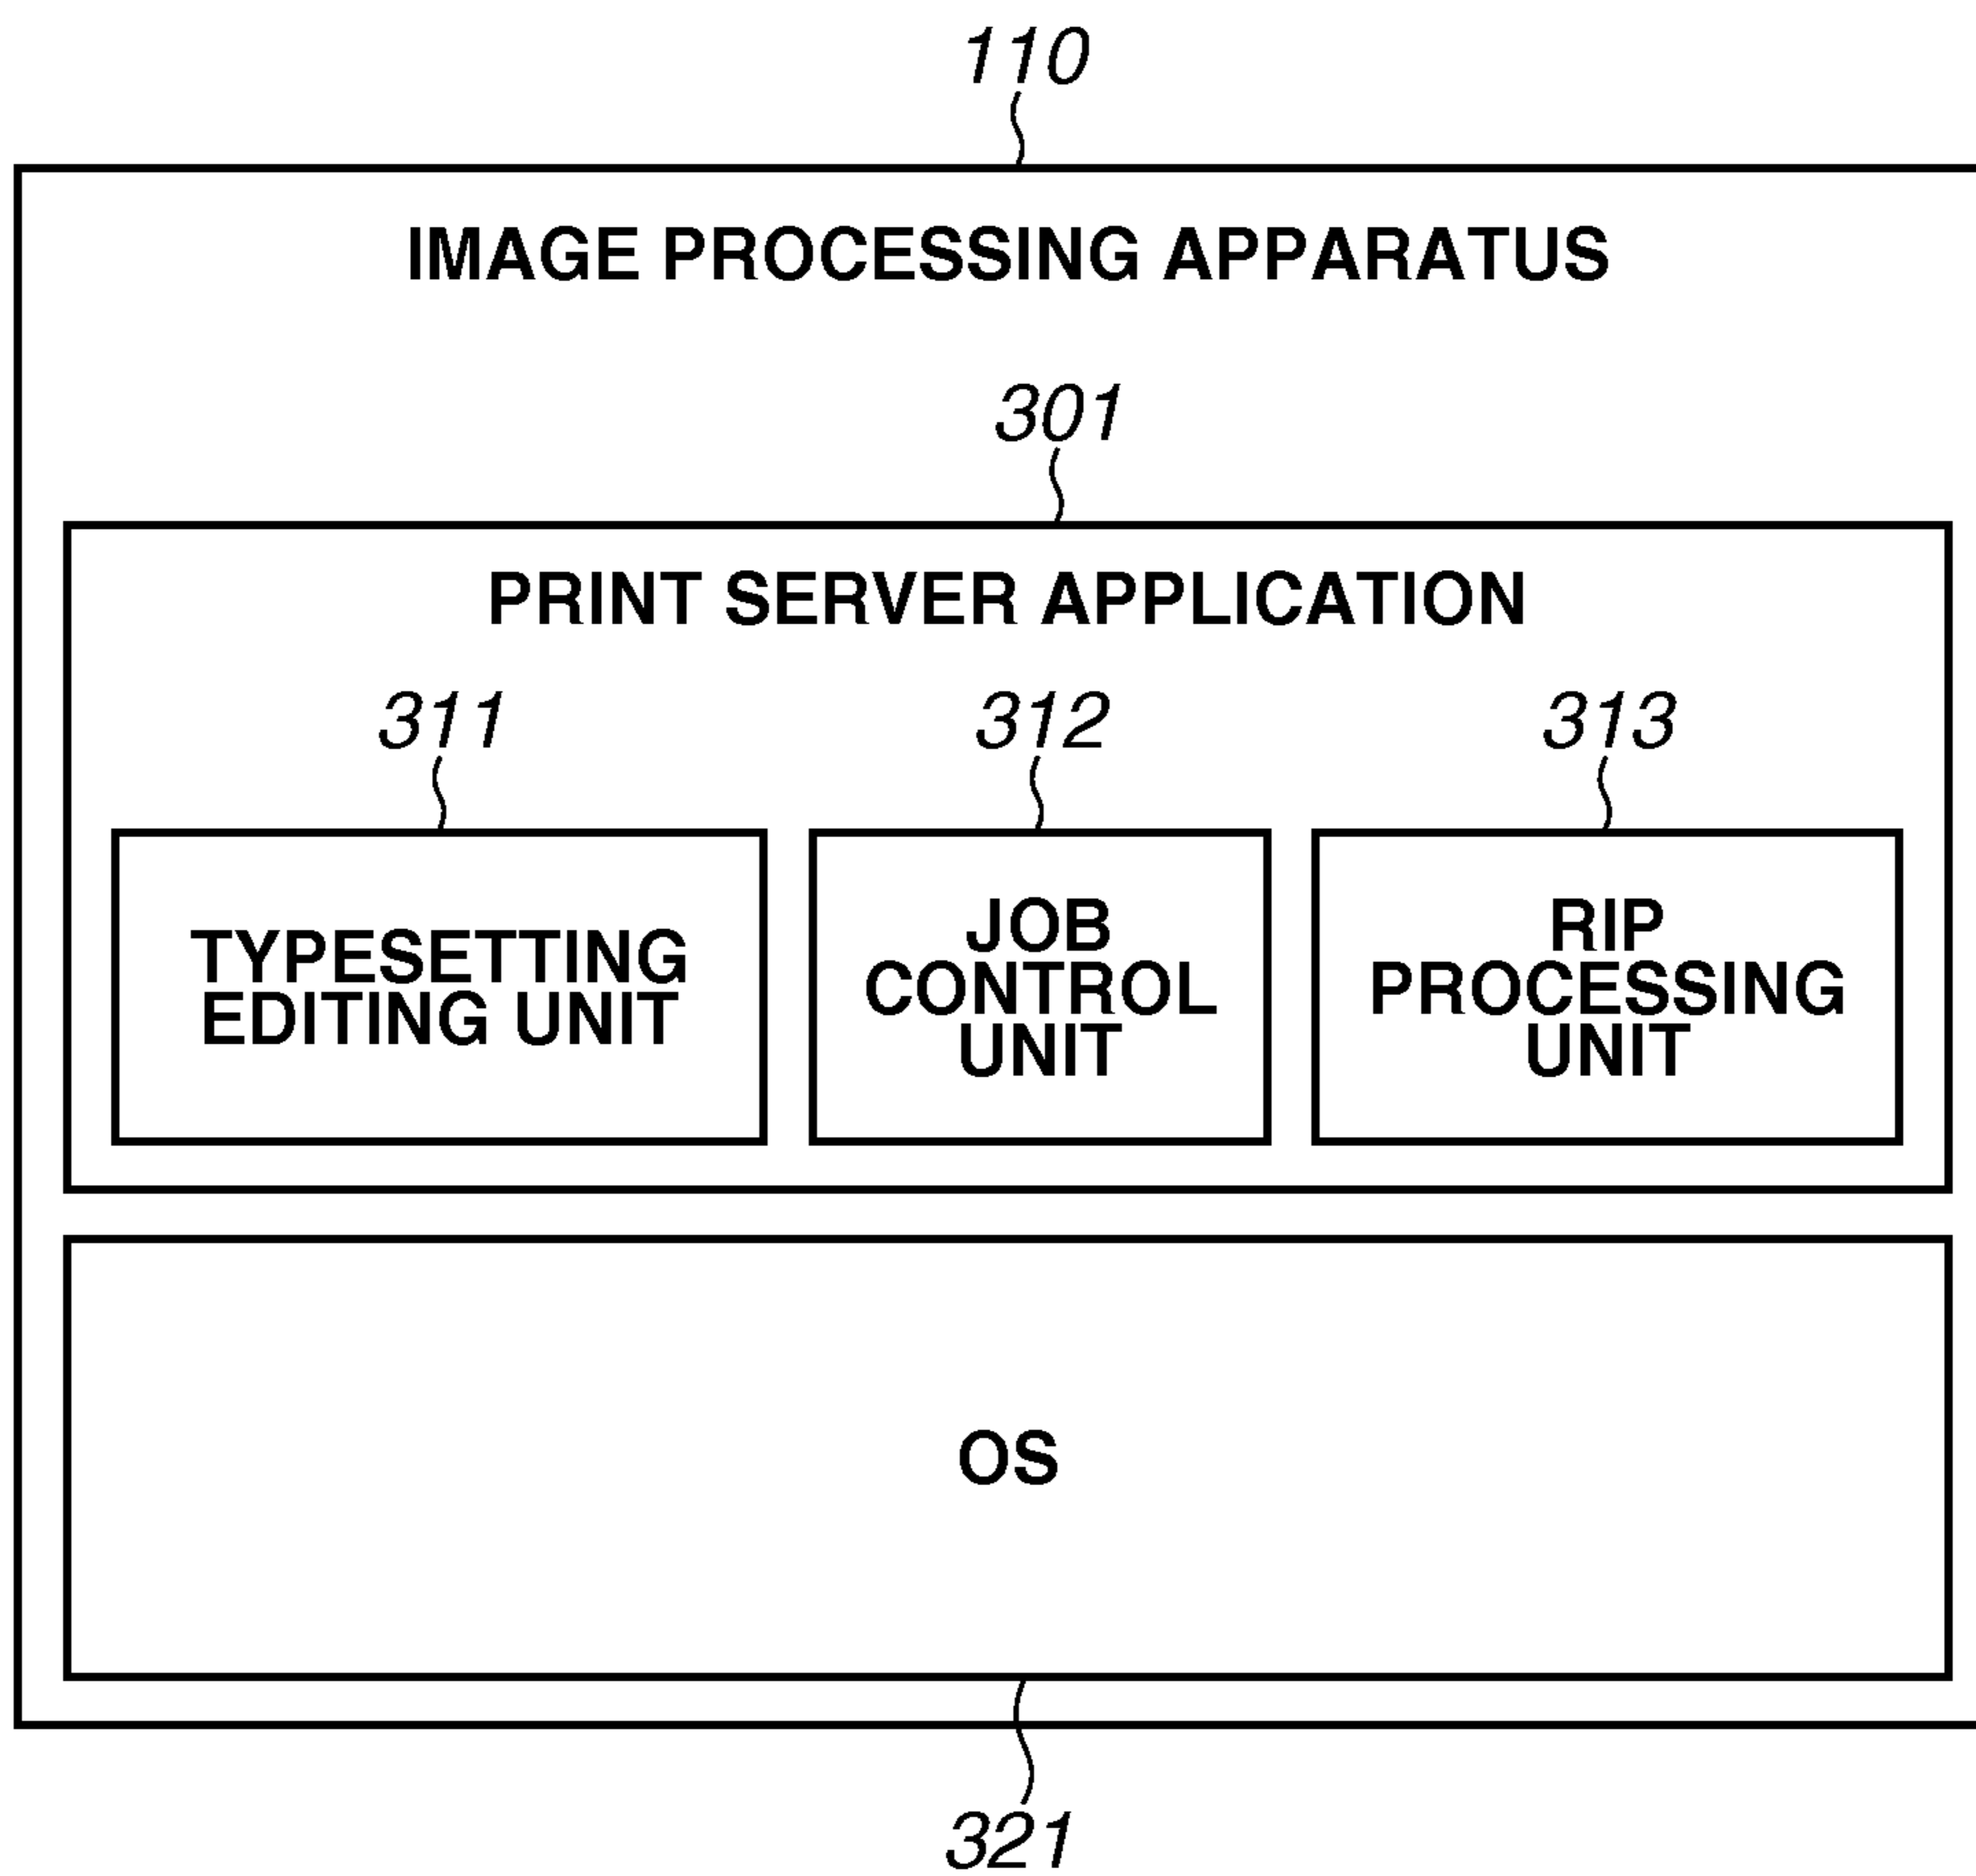 110
IMAGE PROCESSING APPARATUS
301
PRINT SERVER APPLICATION
311
312
313
TYPESETTING
EDITING UNIT
JOB
CONTROL
UNIT
RIP
PROCESSING
UNIT
OS
321